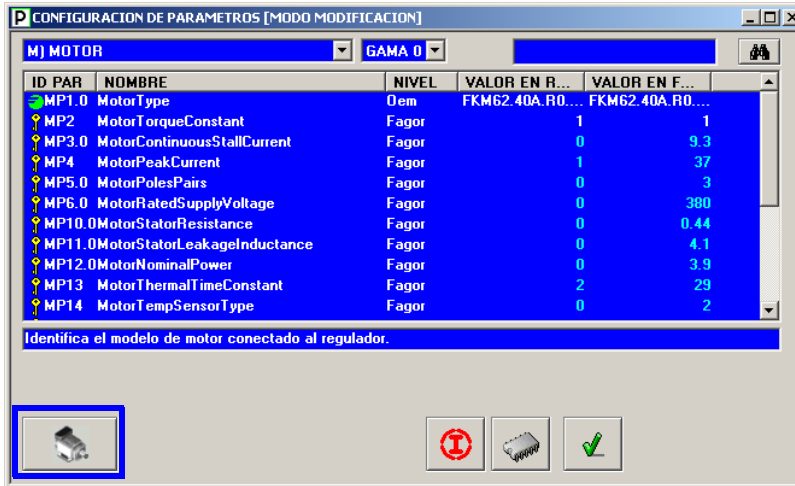 P CONFIGURACION DE PARAMETROS [MODO MODIFICACION]
M) MOTOR GAMA 0
ID PAR NOMBRE NIVEL VALOR EN R... VALOR EN F...
MP1.0 MotorType Oem FKM62.40A.R0.... FKM62.40A.R0....
MP2 MotorTorqueConstant Fagor 1 1
MP3.0 MotorContinuousStallCurrent Fagor 0 9.3
MP4 MotorPeakCurrent Fagor 1 37
MP5.0 MotorPolesPairs Fagor 0 3
MP6.0 MotorRatedSupplyVoltage Fagor 0 380
MP10.0 MotorStatorResistance Fagor 0 0.44
MP11.0 MotorStatorLeakageInductance Fagor 0 4.1
MP12.0 MotorNominalPower Fagor 0 3.9
MP13 MotorThermalTimeConstant Fagor 2 29
MP14 MotorTempSensorType Fagor 0 2
Identifica el modelo de motor conectado al regulador.